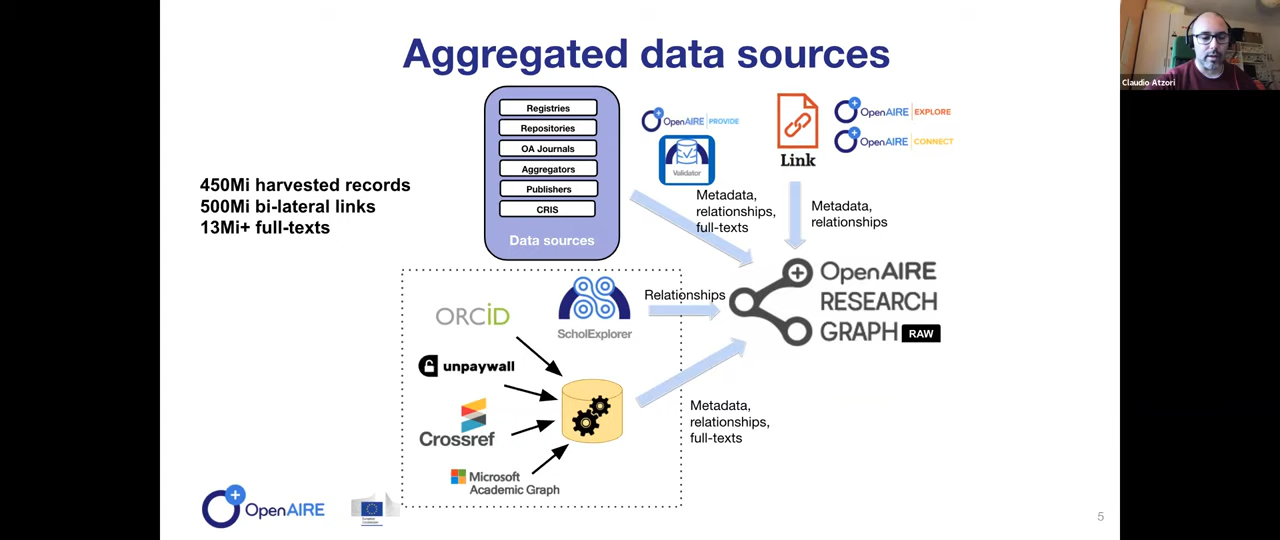 Aggregated data sources
Claudio Atzori
Registries
Repositories
OA Journals
Aggregators
Publishers
CRIS
Data sources
OpenAIRE | PROVIDE
Validator
Link
OpenAIRE | EXPLORE
OpenAIRE | CONNECT
450Mi harvested records
500Mi bi-lateral links
13Mi+ full-texts
Metadata,
relationships,
full-texts
Metadata,
relationships
ORCiD
ScholExplorer
Relationships
OpenAIRE
RESEARCH
GRAPH RAW
unpaywall
Crossref
Microsoft
Academic Graph
Metadata,
relationships,
full-texts
OpenAIRE
5